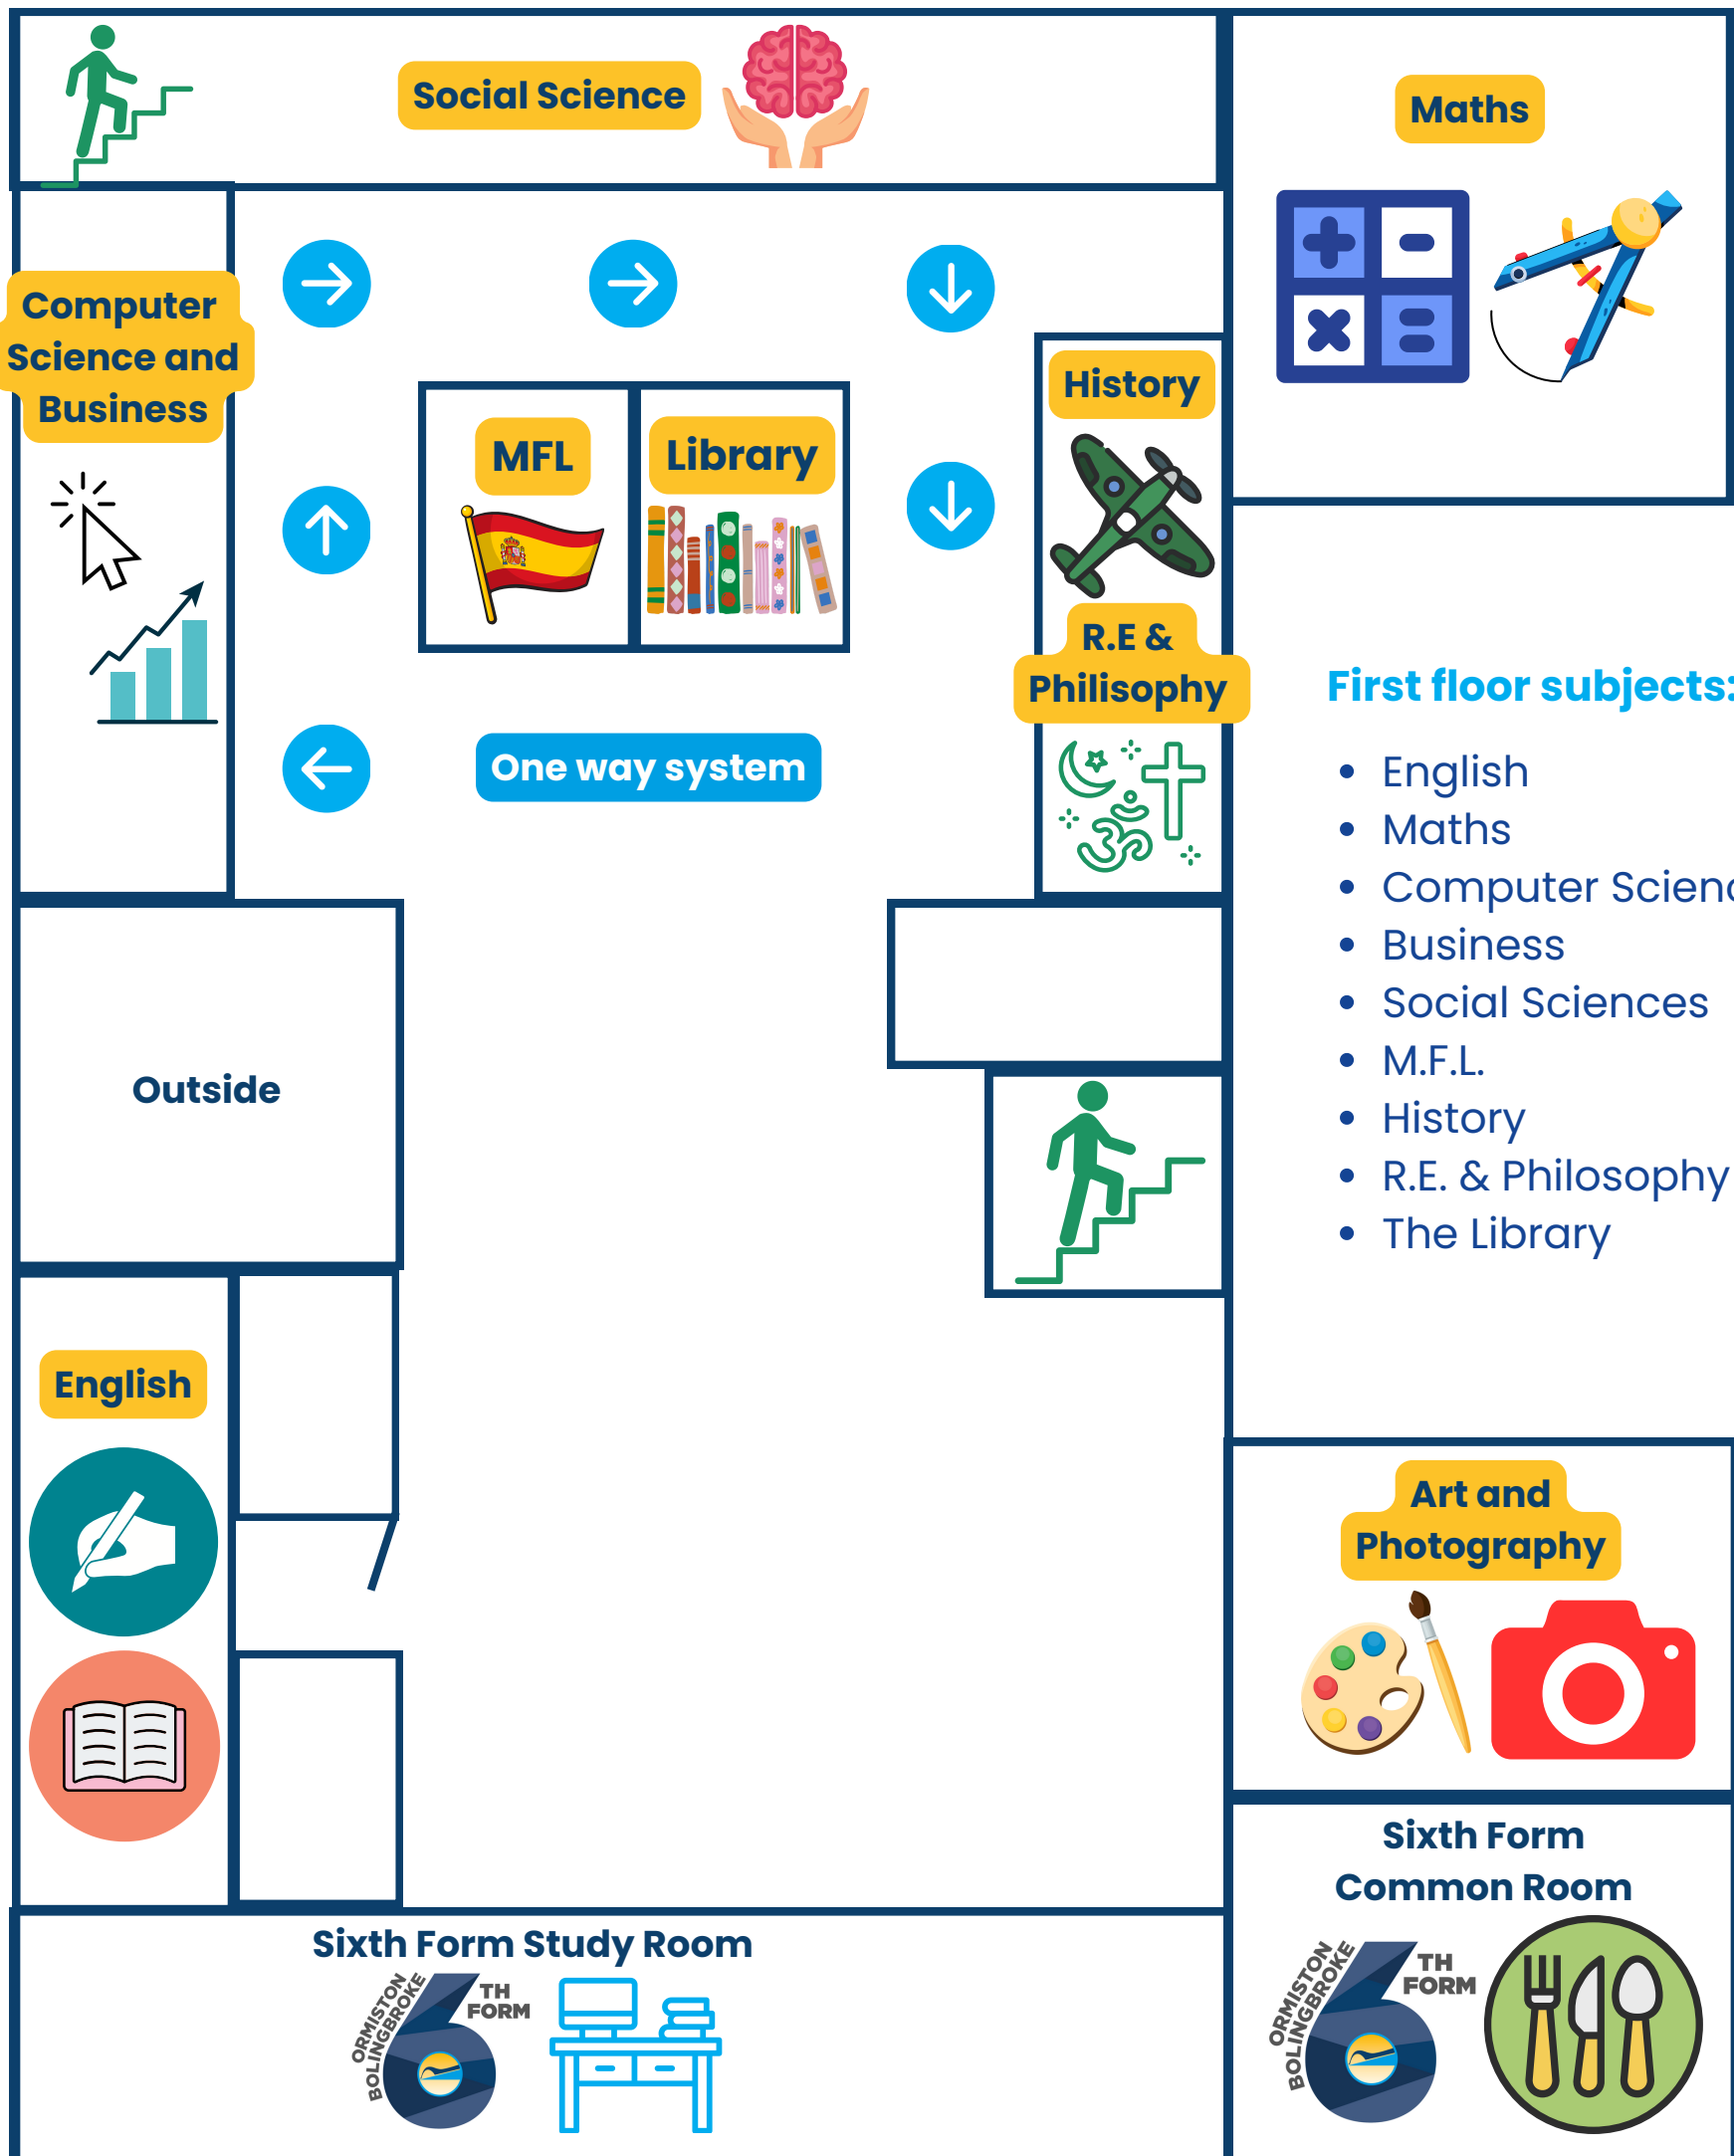 Social Science
Maths
Computer
Science and
Business
MFL
Library
History
R.E &
Philisophy
One way system
First floor subjects:
English
Maths
Computer Scienc
Business
Social Sciences
M.F.L.
History
R.E. & Philosophy
The Library
Outside
English
Art and
Photography
Sixth Form
Common Room
ORMISTON
BOLINGBROKE
6
TH
FORM
Sixth Form Study Room
ORMISTON
BOLINGBROKE
6
TH
FORM